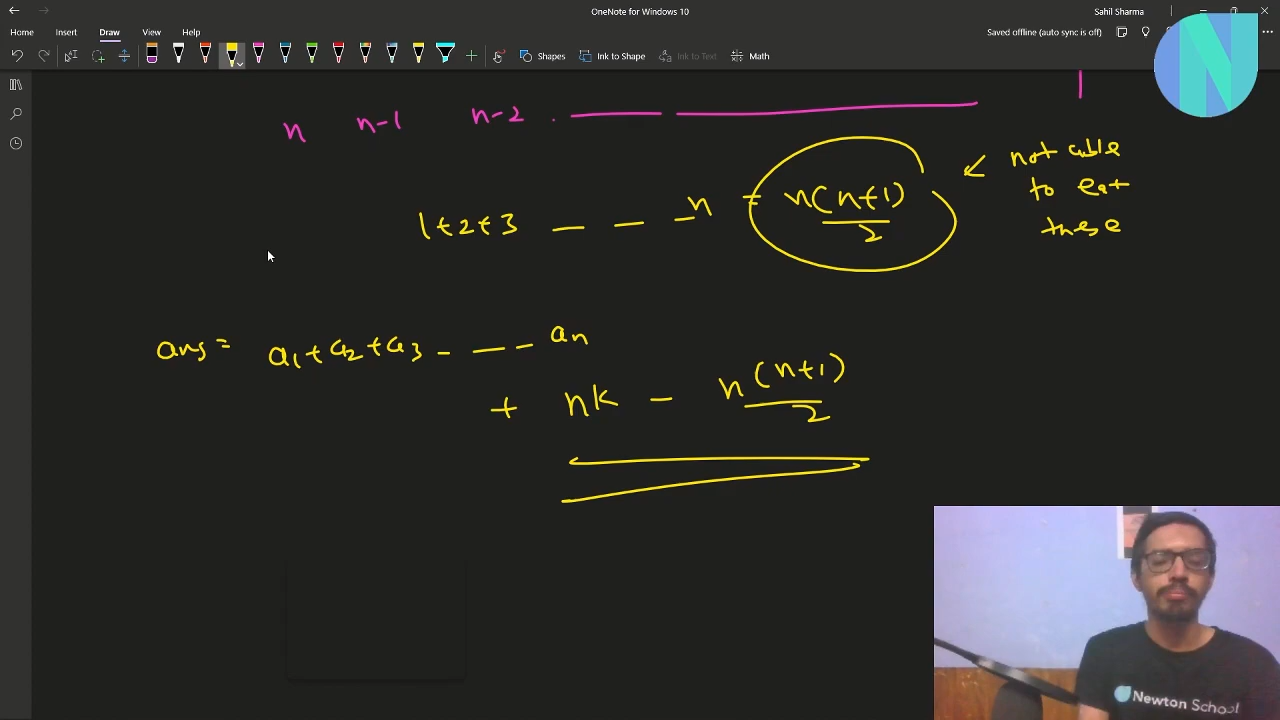 OneNote for Windows 10
Sahil Sharma
Home Insert Draw View Help
Saved offline (auto sync is off)
Shapes Ink to Shape Ink to Text Math
n n-1 n-2 .
1+2+3 _ _ _n = n(n+1)/2
← not able
to eat
these
ans = a1+a2+a3 - _ _ an
+ nk - n(n+1)/2
Newton School